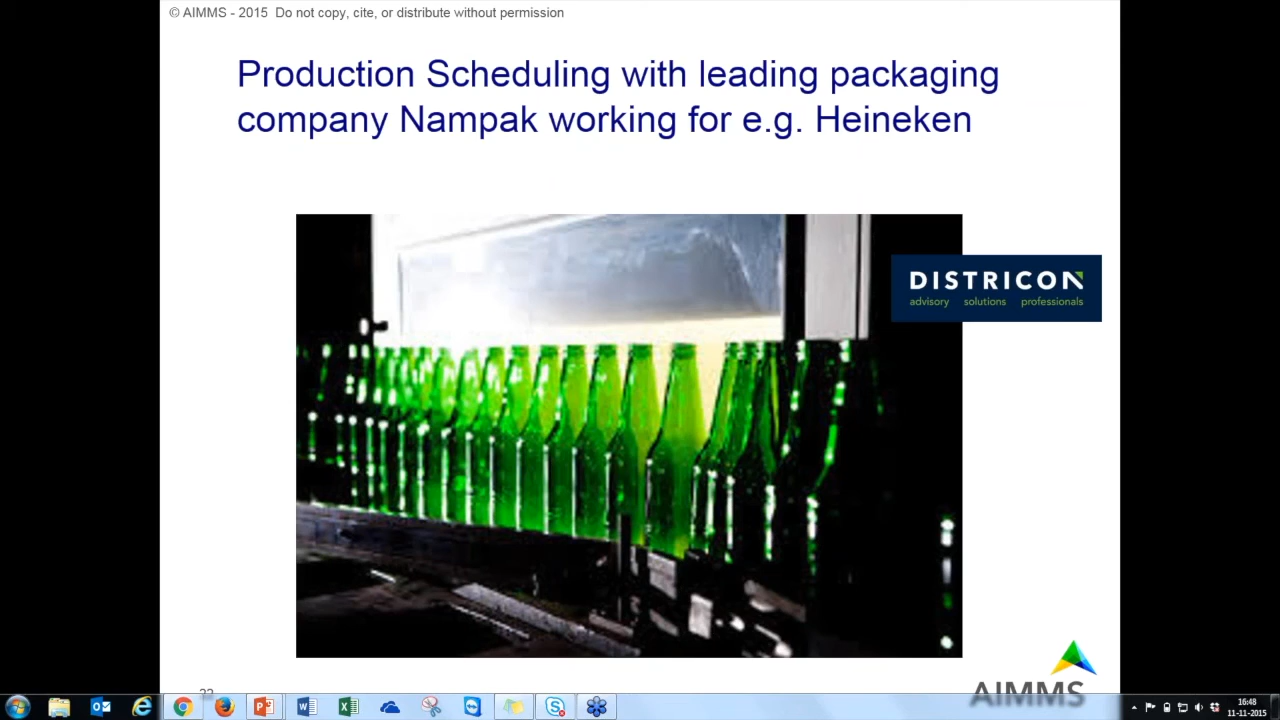 © AIMMS - 2015  Do not copy, cite, or distribute without permission
Production Scheduling with leading packaging
company Nampak working for e.g. Heineken
DISTRICON
advisory solutions professionals
AIMMS
16:48
11-11-2015